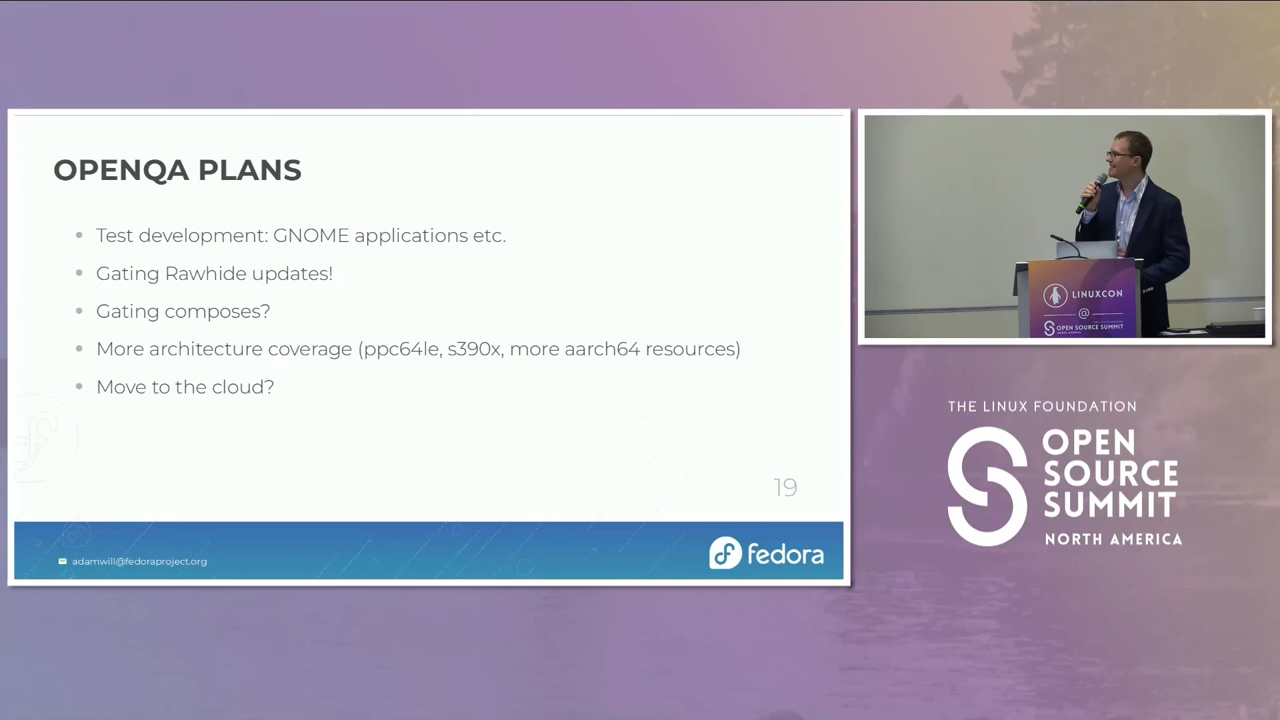 OPENQA PLANS
Test development: GNOME applications etc.
Gating Rawhide updates!
Gating composes?
More architecture coverage (ppc64le, s390x, more aarch64 resources)
Move to the cloud?
19
adamwill@fedoraproject.org
fedora
LINUXCON
@
OPEN SOURCE SUMMIT
THE LINUX FOUNDATION
OPEN
SOURCE
SUMMIT
NORTH AMERICA